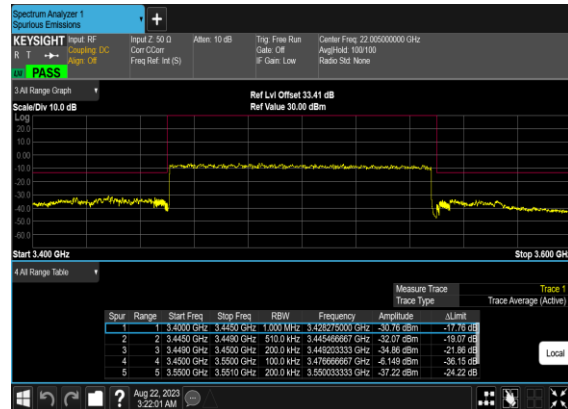 Spectrum Analyzer 1
Spurious Emissions
KEYSIGHT Input: RF Input Z: 50 Ω Atten: 10 dB Trig: Free Run Center Freq: 22.005000000 GHz
R T Coupling: DC Corr CCorr Gate: Off Avg|Hold: 100/100
Align: Off Freq Ref: Int (S) IF Gain: Low Radio Std: None
PASS
3 All Range Graph
Ref Lvl Offset 33.41 dB
Scale/Div 10.0 dB Ref Value 30.00 dBm
Log
20.0
10.0
0.00
-10.0
-20.0
-30.0
-40.0
-50.0
-60.0
Start 3.400 GHz Stop 3.600 GHz
4 All Range Table
Measure Trace Trace 1
Trace Type Trace Average (Active)
Spur Range Start Freq Stop Freq RBW Frequency Amplitude ΔLimit
1 1 3.4000 GHz 3.4450 GHz 1.000 MHz 3.428275000 GHz -30.76 dBm -17.76 dB
2 2 3.4450 GHz 3.4490 GHz 510.0 kHz 3.445466667 GHz -32.07 dBm -19.07 dB
3 3 3.4490 GHz 3.4500 GHz 200.0 kHz 3.449203333 GHz -34.86 dBm -21.86 dB
4 4 3.4500 GHz 3.5500 GHz 100.0 kHz 3.476666667 GHz -6.149 dBm -36.15 dB
5 5 3.5500 GHz 3.5510 GHz 200.0 kHz 3.550033333 GHz -37.22 dBm -24.22 dB
Local
?
Aug 22, 2023
3:22:01 AM